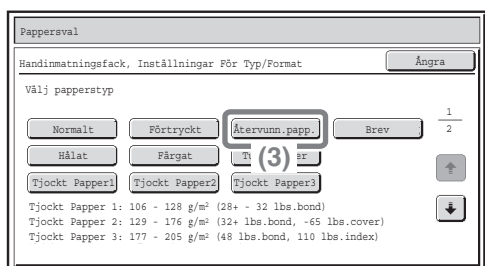 Pappersval
Handinmatningsfack, Inställningar För Typ/Format Ångra
Välj papperstyp
Normalt Förtryckt Återvunn.papp. Brev
1
2
Hålat Färgat
(3)
Tjockt Papper1 Tjockt Papper2 Tjockt Papper3
Tjockt Papper 1: 106 - 128 g/m² (28+ - 32 lbs.bond)
Tjockt Papper 2: 129 - 176 g/m² (32+ lbs.bond, -65 lbs.cover)
Tjockt Papper 3: 177 - 205 g/m² (48 lbs.bond, 110 lbs.index)